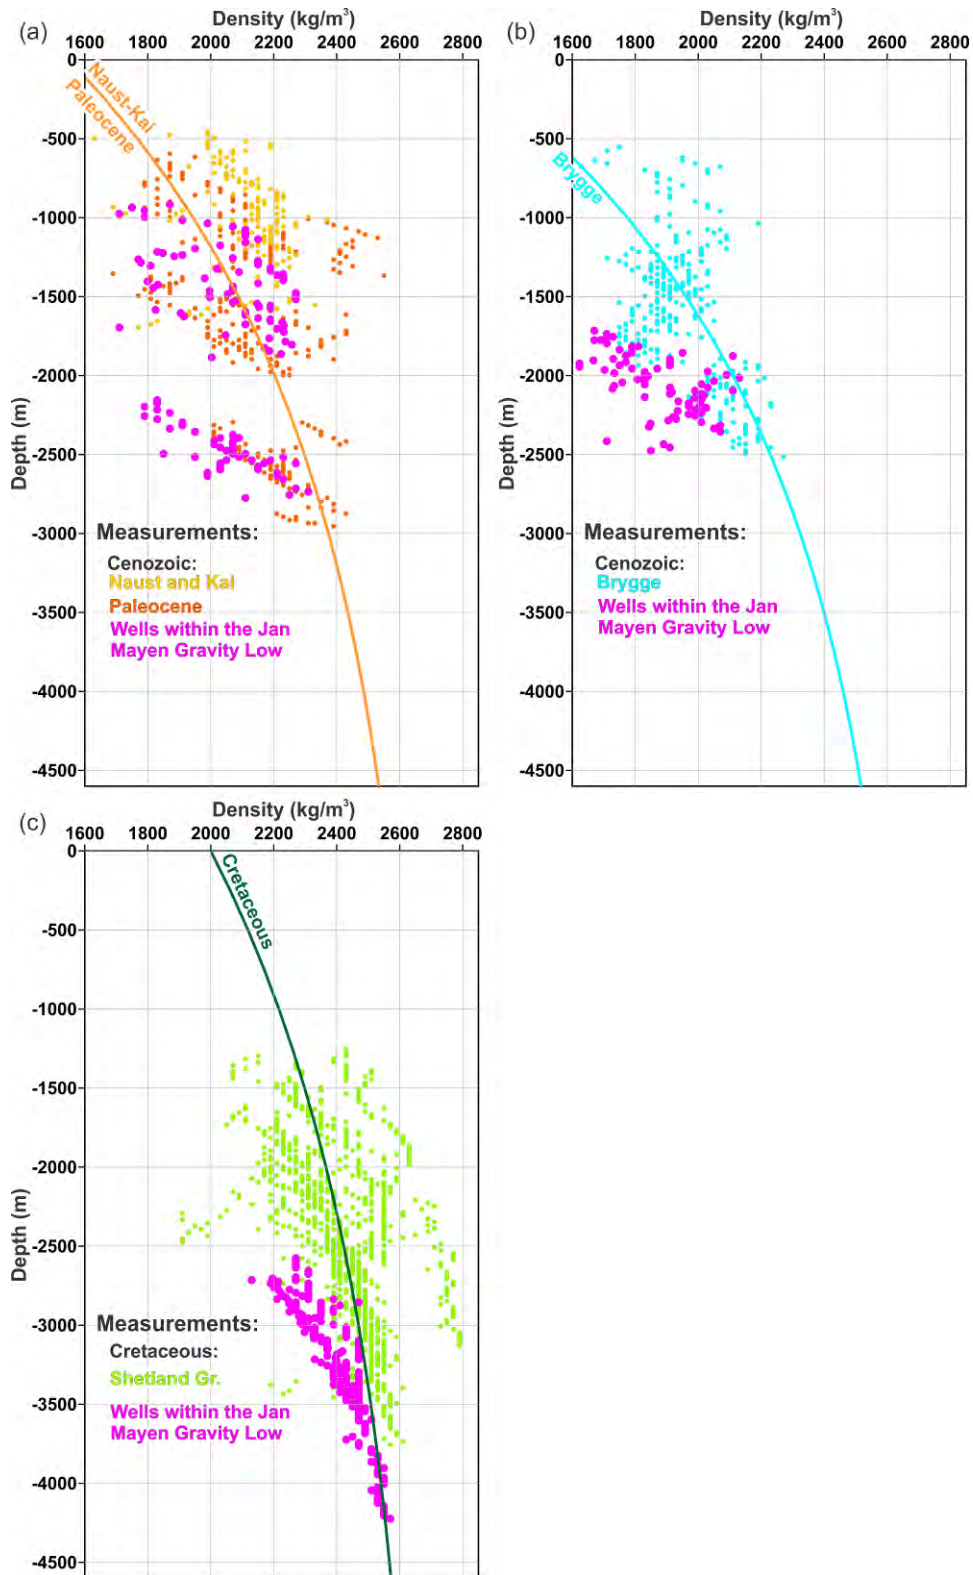 (a)
Density (kg/m³)
1600 1800 2000 2200 2400 2600 2800
0
-500
-1000
-1500
-2000
-2500
-3000
-3500
-4000
-4500
Depth (m)
Naust-Kai
Paleocene
Measurements:
Cenozoic:
Naust and Kai
Paleocene
Wells within the Jan
Mayen Gravity Low
(b)
Density (kg/m³)
1600 1800 2000 2200 2400 2600 2800
0
-500
-1000
-1500
-2000
-2500
-3000
-3500
-4000
-4500
Depth (m)
Brygge
Measurements:
Cenozoic:
Brygge
Wells within the Jan
Mayen Gravity Low
(c)
Density (kg/m³)
1600 1800 2000 2200 2400 2600 2800
0
-500
-1000
-1500
-2000
-2500
-3000
-3500
-4000
-4500
Depth (m)
Cretaceous
Measurements:
Cretaceous:
Shetland Gr.
Wells within the Jan
Mayen Gravity Low